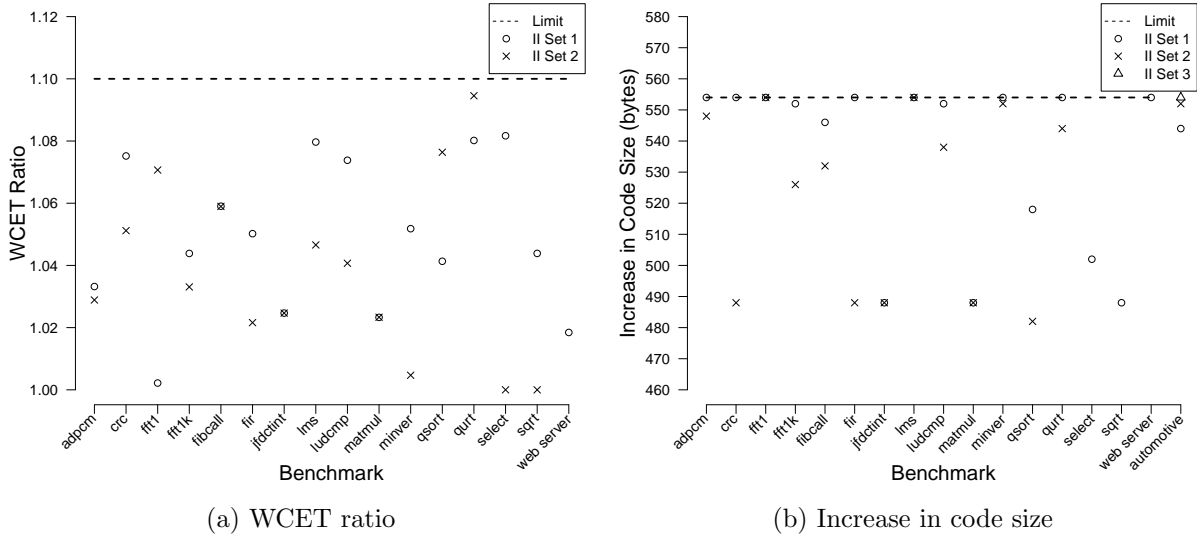 1.12
1.10
1.08
1.06
1.04
1.02
1.00
WCET Ratio
Limit
II Set 1
II Set 2
adpcm
crc
fft1
fft1k
fibcall
fir
jfdctint
lms
ludcmp
matmul
minver
qsort
qurt
select
sqrt
web server
Benchmark
(a) WCET ratio
580
570
560
550
540
530
520
510
500
490
480
470
460
Increase in Code Size (bytes)
Limit
II Set 1
II Set 2
II Set 3
adpcm
crc
fft1
fft1k
fibcall
fir
jfdctint
lms
ludcmp
matmul
minver
qsort
qurt
select
sqrt
web server
automotive
Benchmark
(b) Increase in code size